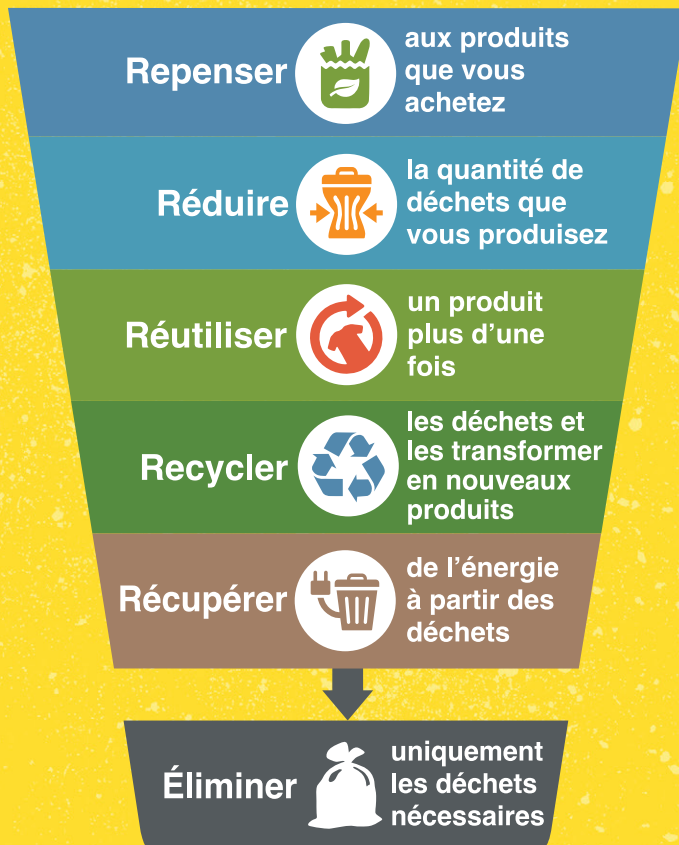 Repenser
aux produits
que vous
achetez
Réduire
la quantité de
déchets que
vous produisez
Réutiliser
un produit
plus d’une
fois
Recycler
les déchets et
les transformer
en nouveaux
produits
Récupérer
de l’énergie
à partir des
déchets
Éliminer
uniquement
les déchets
nécessaires